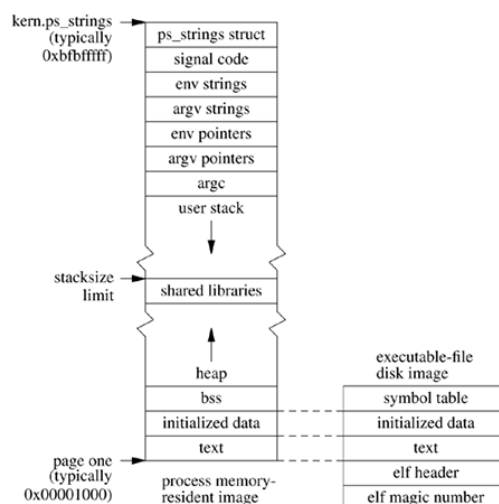 kern.ps_strings
(typically
0xbfbfffff)
ps_strings struct
signal code
env strings
argv strings
env pointers
argv pointers
argc
user stack
stacksize
limit
shared libraries
heap
bss
initialized data
text
page one
(typically
0x00001000)
process memory-
resident image
executable-file
disk image
symbol table
initialized data
text
elf header
elf magic number